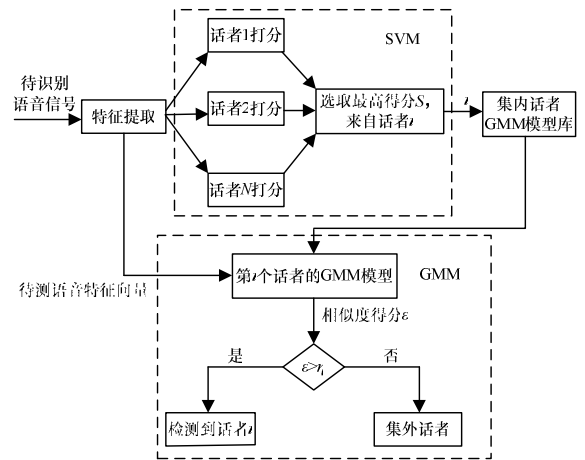 话者1打分
SVM
待识别
语音信号
特征提取
话者2打分
选取最高得分S,
来自话者i
i
集内话者
GMM模型库
话者N打分
第i个话者的GMM模型
GMM
待测语音特征向量
相似度得分ε
是
ε>rᵢ
否
检测到话者i
集外话者